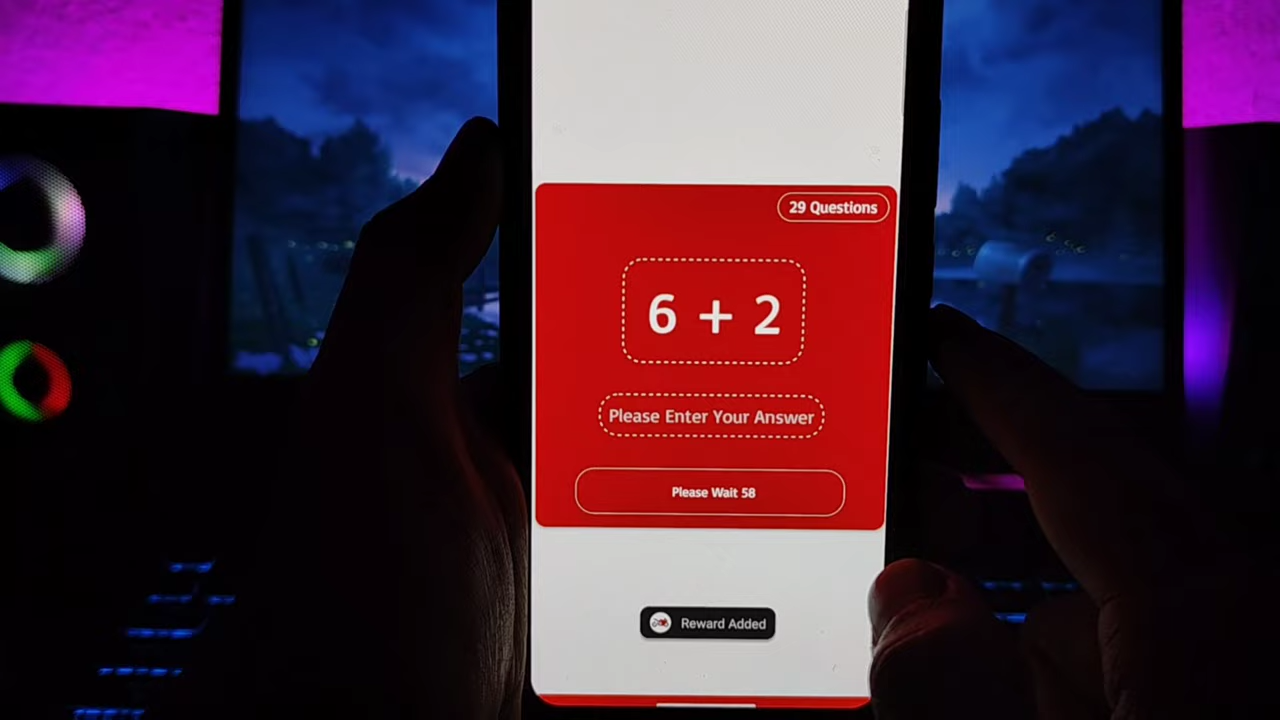 29 Questions
6 + 2
Please Enter Your Answer
Please Wait 58
Reward Added